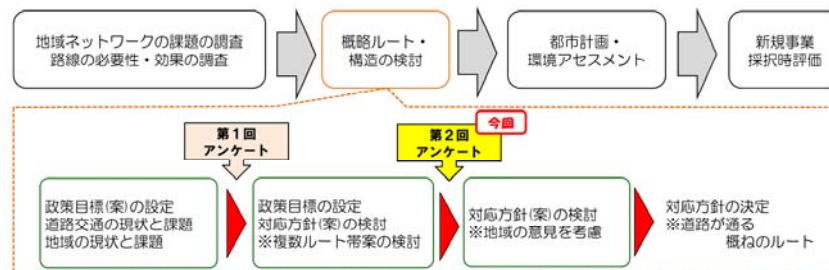 地域ネットワークの課題の調査
路線の必要性・効果の調査
概略ルート・
構造の検討
都市計画・
環境アセスメント
新規事業
採択時評価
第1回
アンケート
第2回
アンケート
今回
政策目標(案)の設定
道路交通の現状と課題
地域の現状と課題
政策目標の設定
対応方針(案)の検討
※複数ルート帯案の検討
対応方針(案)の検討
※地域の意見を考慮
対応方針の決定
※道路が通る
概ねのルート